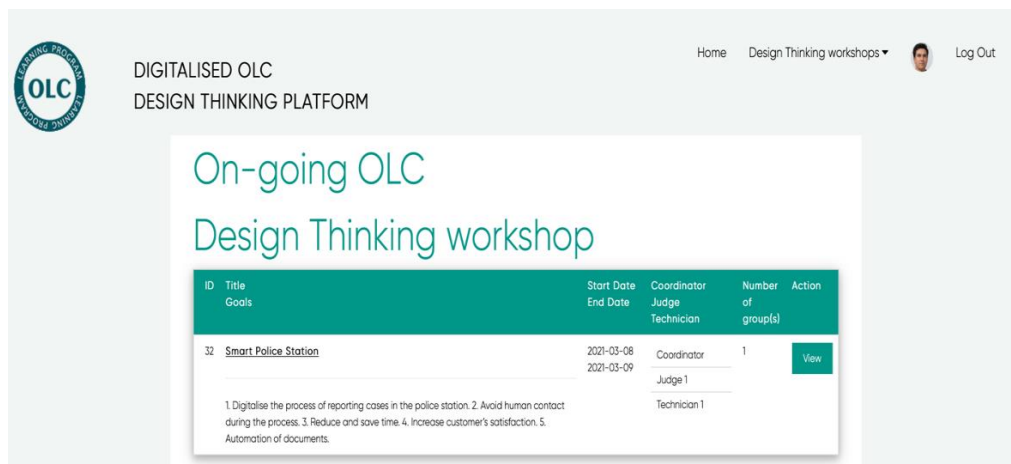 LEARNING PROGRAM
OLC
LEARNING PROGRAM
DIGITALISED OLC
DESIGN THINKING PLATFORM
Home Design Thinking workshops Log Out
On-going OLC
Design Thinking workshop
ID Title Start Date Coordinator Number Action
Goals End Date Judge of
Technician group(s)
32 Smart Police Station 2021-03-08 Coordinator 1 View
2021-03-09
Judge 1
1. Digitalise the process of reporting cases in the police station. 2. Avoid human contact Technician 1
during the process. 3. Reduce and save time. 4. Increase customer's satisfaction. 5.
Automation of documents.